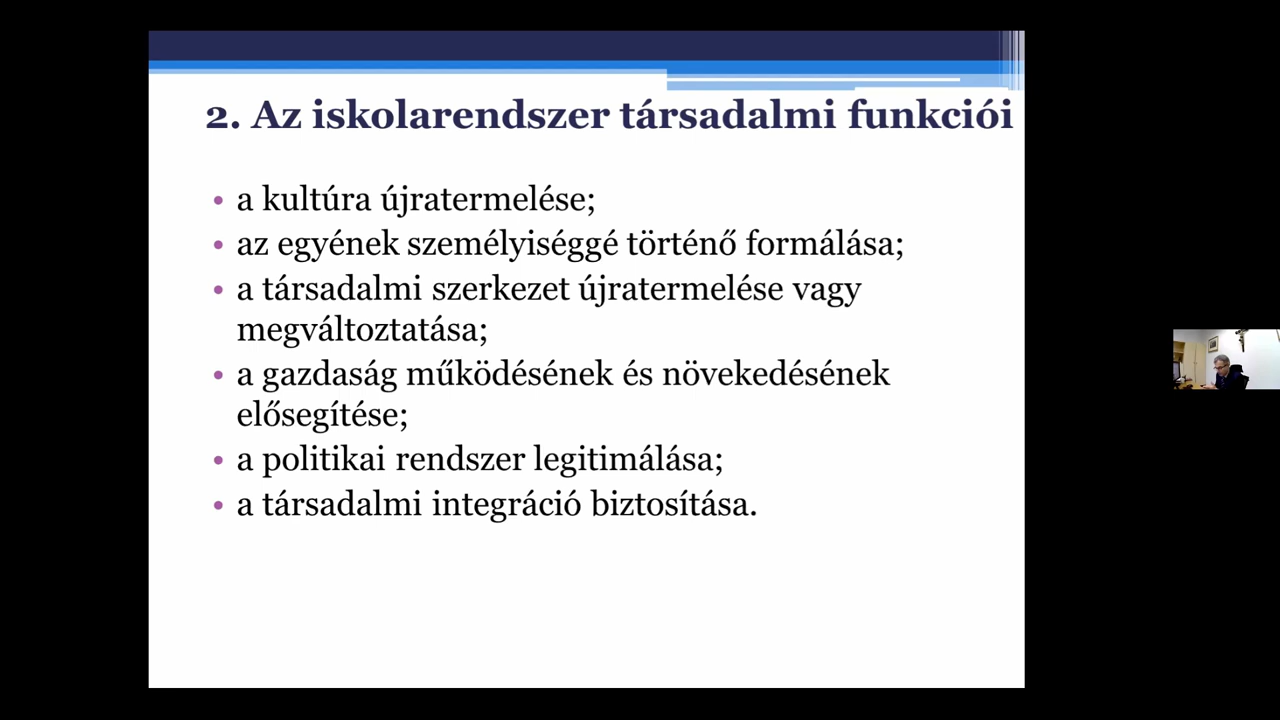 2. Az iskolarendszer társadalmi funkciói
• a kultúra újratermelése;
• az egyének személyiséggé történő formálása;
• a társadalmi szerkezet újratermelése vagy
megváltoztatása;
• a gazdaság működésének és növekedésének
elősegítése;
• a politikai rendszer legitimálása;
• a társadalmi integráció biztosítása.